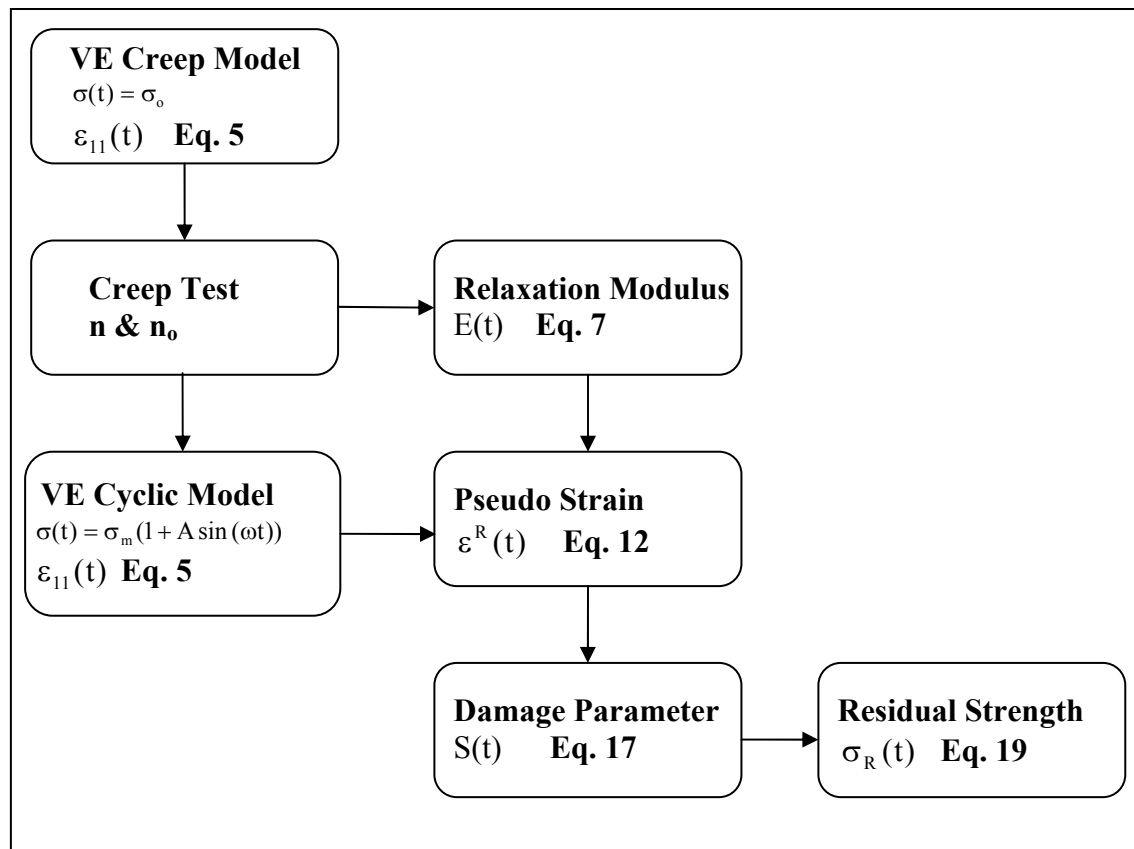 VE Creep Model
σ(t) = σₒ
ε₁₁(t) Eq. 5
Creep Test
n & nₒ
Relaxation Modulus
E(t) Eq. 7
VE Cyclic Model
σ(t) = σₘ(1 + A sin (ωt))
ε₁₁(t) Eq. 5
Pseudo Strain
εᴿ(t) Eq. 12
Damage Parameter
S(t) Eq. 17
Residual Strength
σ_R(t) Eq. 19